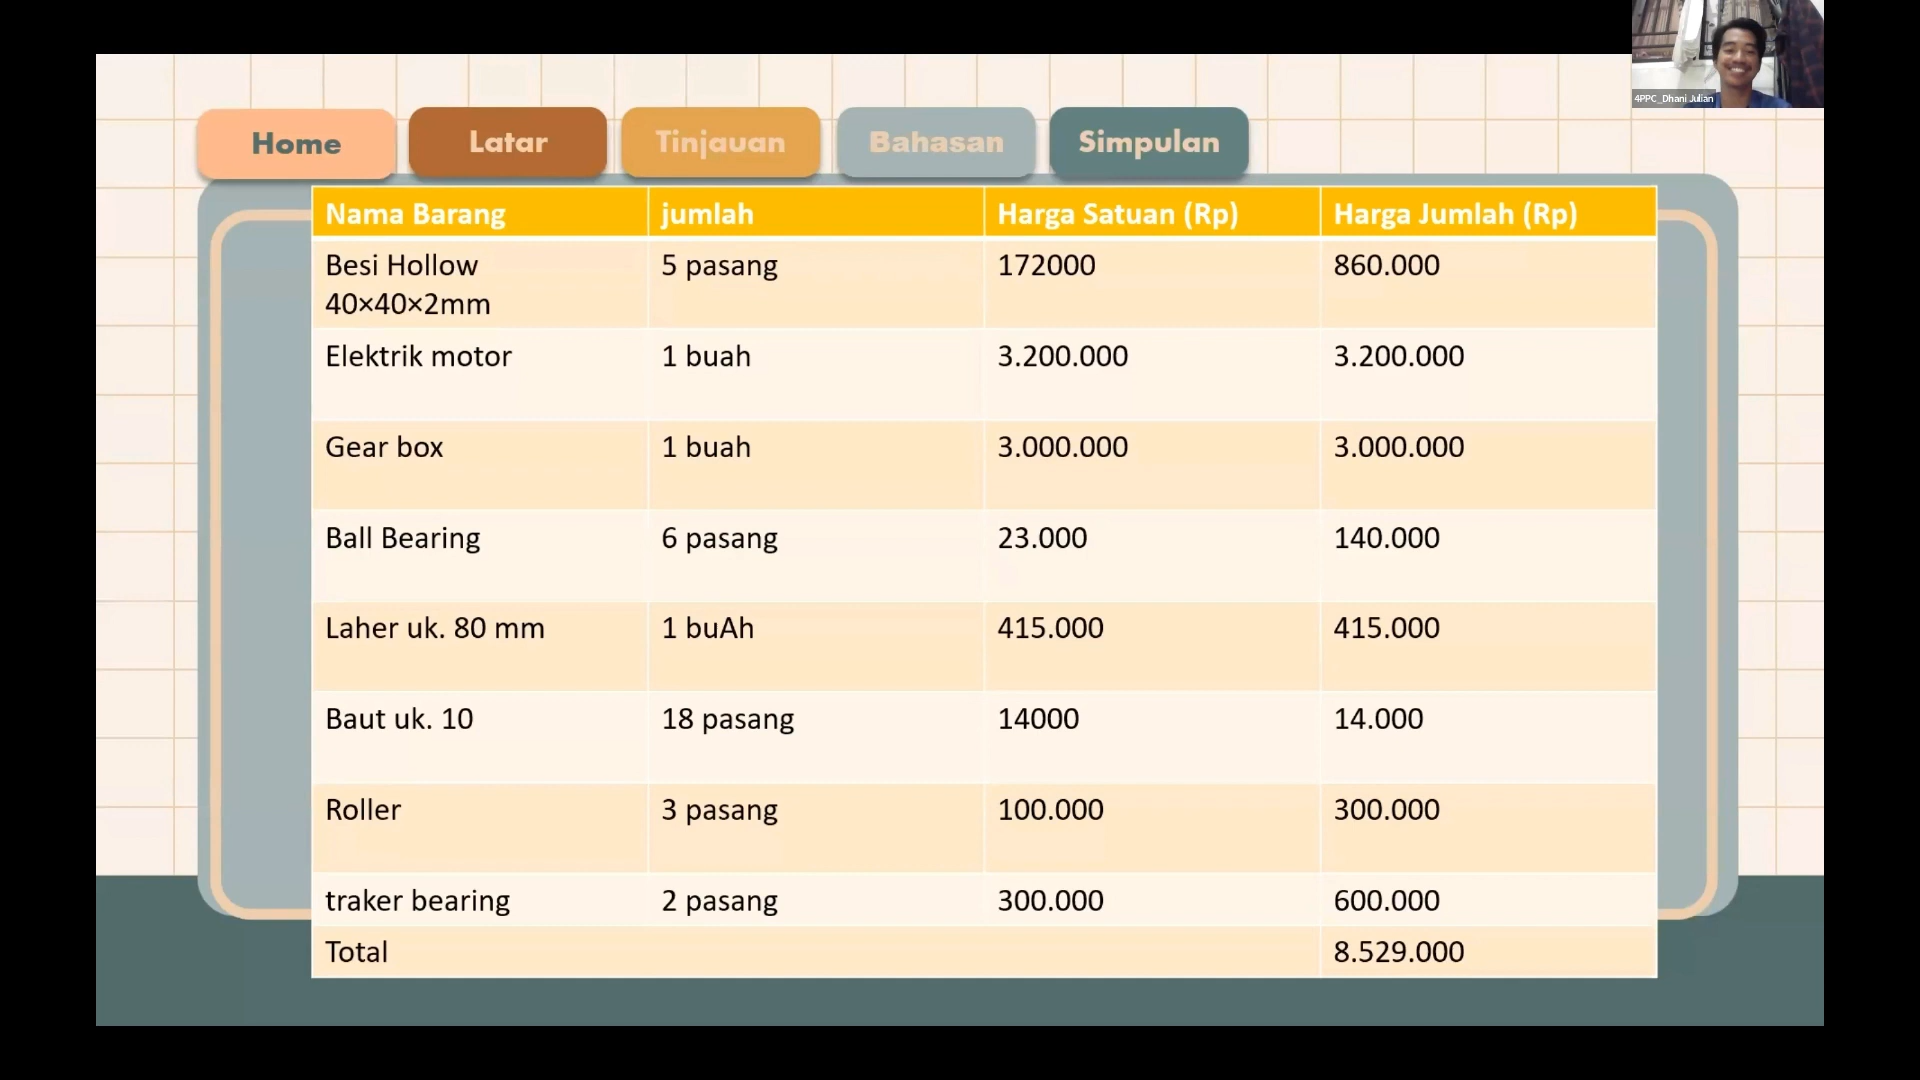 4PPC_Dhani Julian
Home Latar Tinjauan Bahasan Simpulan
Nama Barang jumlah Harga Satuan (Rp) Harga Jumlah (Rp)
Besi Hollow 5 pasang 172000 860.000
40×40×2mm
Elektrik motor 1 buah 3.200.000 3.200.000
Gear box 1 buah 3.000.000 3.000.000
Ball Bearing 6 pasang 23.000 140.000
Laher uk. 80 mm 1 buAh 415.000 415.000
Baut uk. 10 18 pasang 14000 14.000
Roller 3 pasang 100.000 300.000
traker bearing 2 pasang 300.000 600.000
Total 8.529.000